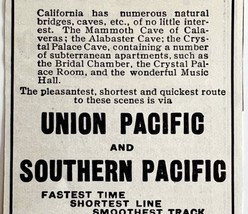 California has numerous natural
bridges, caves, etc., of no little inter-
est. The Mammoth Cave of Cala-
veras; the Alabaster Cave; the Crys-
tal Palace Cave, containing a number
of subterranean apartments, such as
the Bridal Chamber, the Crystal Pal-
ace Room, and the wonderful Music
Hall.
The pleasantest, shortest and quickest route
to these scenes is via
UNION PACIFIC
AND
SOUTHERN PACIFIC
FASTEST TIME
SHORTEST LINE
SMOOTHEST TRACK